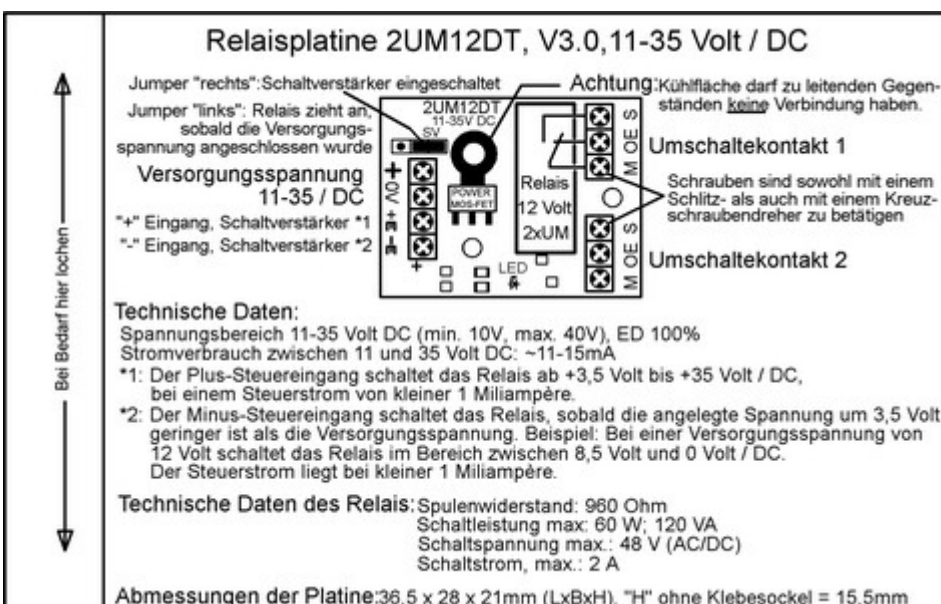 Relaisplatine 2UM12DT, V3.0,11-35 Volt / DC
Jumper "rechts":Schaltverstärker eingeschaltet
Jumper "links": Relais zieht an,
sobald die Versorgungs-
spannung angeschlossen wurde
Versorgungsspannung
11-35 / DC
"+" Eingang, Schaltverstärker *1
"-" Eingang, Schaltverstärker *2
2UM12DT
11-35V DC
SV
+
0V
+E
-E
+
POWER
MOS-FET
LED
Relais
12 Volt
2xUM
M OE S
M OE S
Achtung:Kühlfläche darf zu leitenden Gegen-
ständen keine Verbindung haben.
Umschaltekontakt 1
Schrauben sind sowohl mit einem
Schlitz- als auch mit einem Kreuz-
schraubendreher zu betätigen
Umschaltekontakt 2
Bei Bedarf hier lochen
Technische Daten:
Spannungsbereich 11-35 Volt DC (min. 10V, max. 40V), ED 100%
Stromverbrauch zwischen 11 und 35 Volt DC: ~11-15mA
*1: Der Plus-Steuereingang schaltet das Relais ab +3,5 Volt bis +35 Volt / DC,
bei einem Steuerstrom von kleiner 1 Miliampère.
*2: Der Minus-Steuereingang schaltet das Relais, sobald die angelegte Spannung um 3,5 Volt
geringer ist als die Versorgungsspannung. Beispiel: Bei einer Versorgungsspannung von
12 Volt schaltet das Relais im Bereich zwischen 8,5 Volt und 0 Volt / DC.
Der Steuerstrom liegt bei kleiner 1 Miliampère.
Technische Daten des Relais:Spulenwiderstand: 960 Ohm
Schaltleistung max: 60 W; 120 VA
Schaltspannung max.: 48 V (AC/DC)
Schaltstrom, max.: 2 A
Abmessungen der Platine:36,5 x 28 x 21mm (LxBxH), "H" ohne Klebesockel = 15,5mm